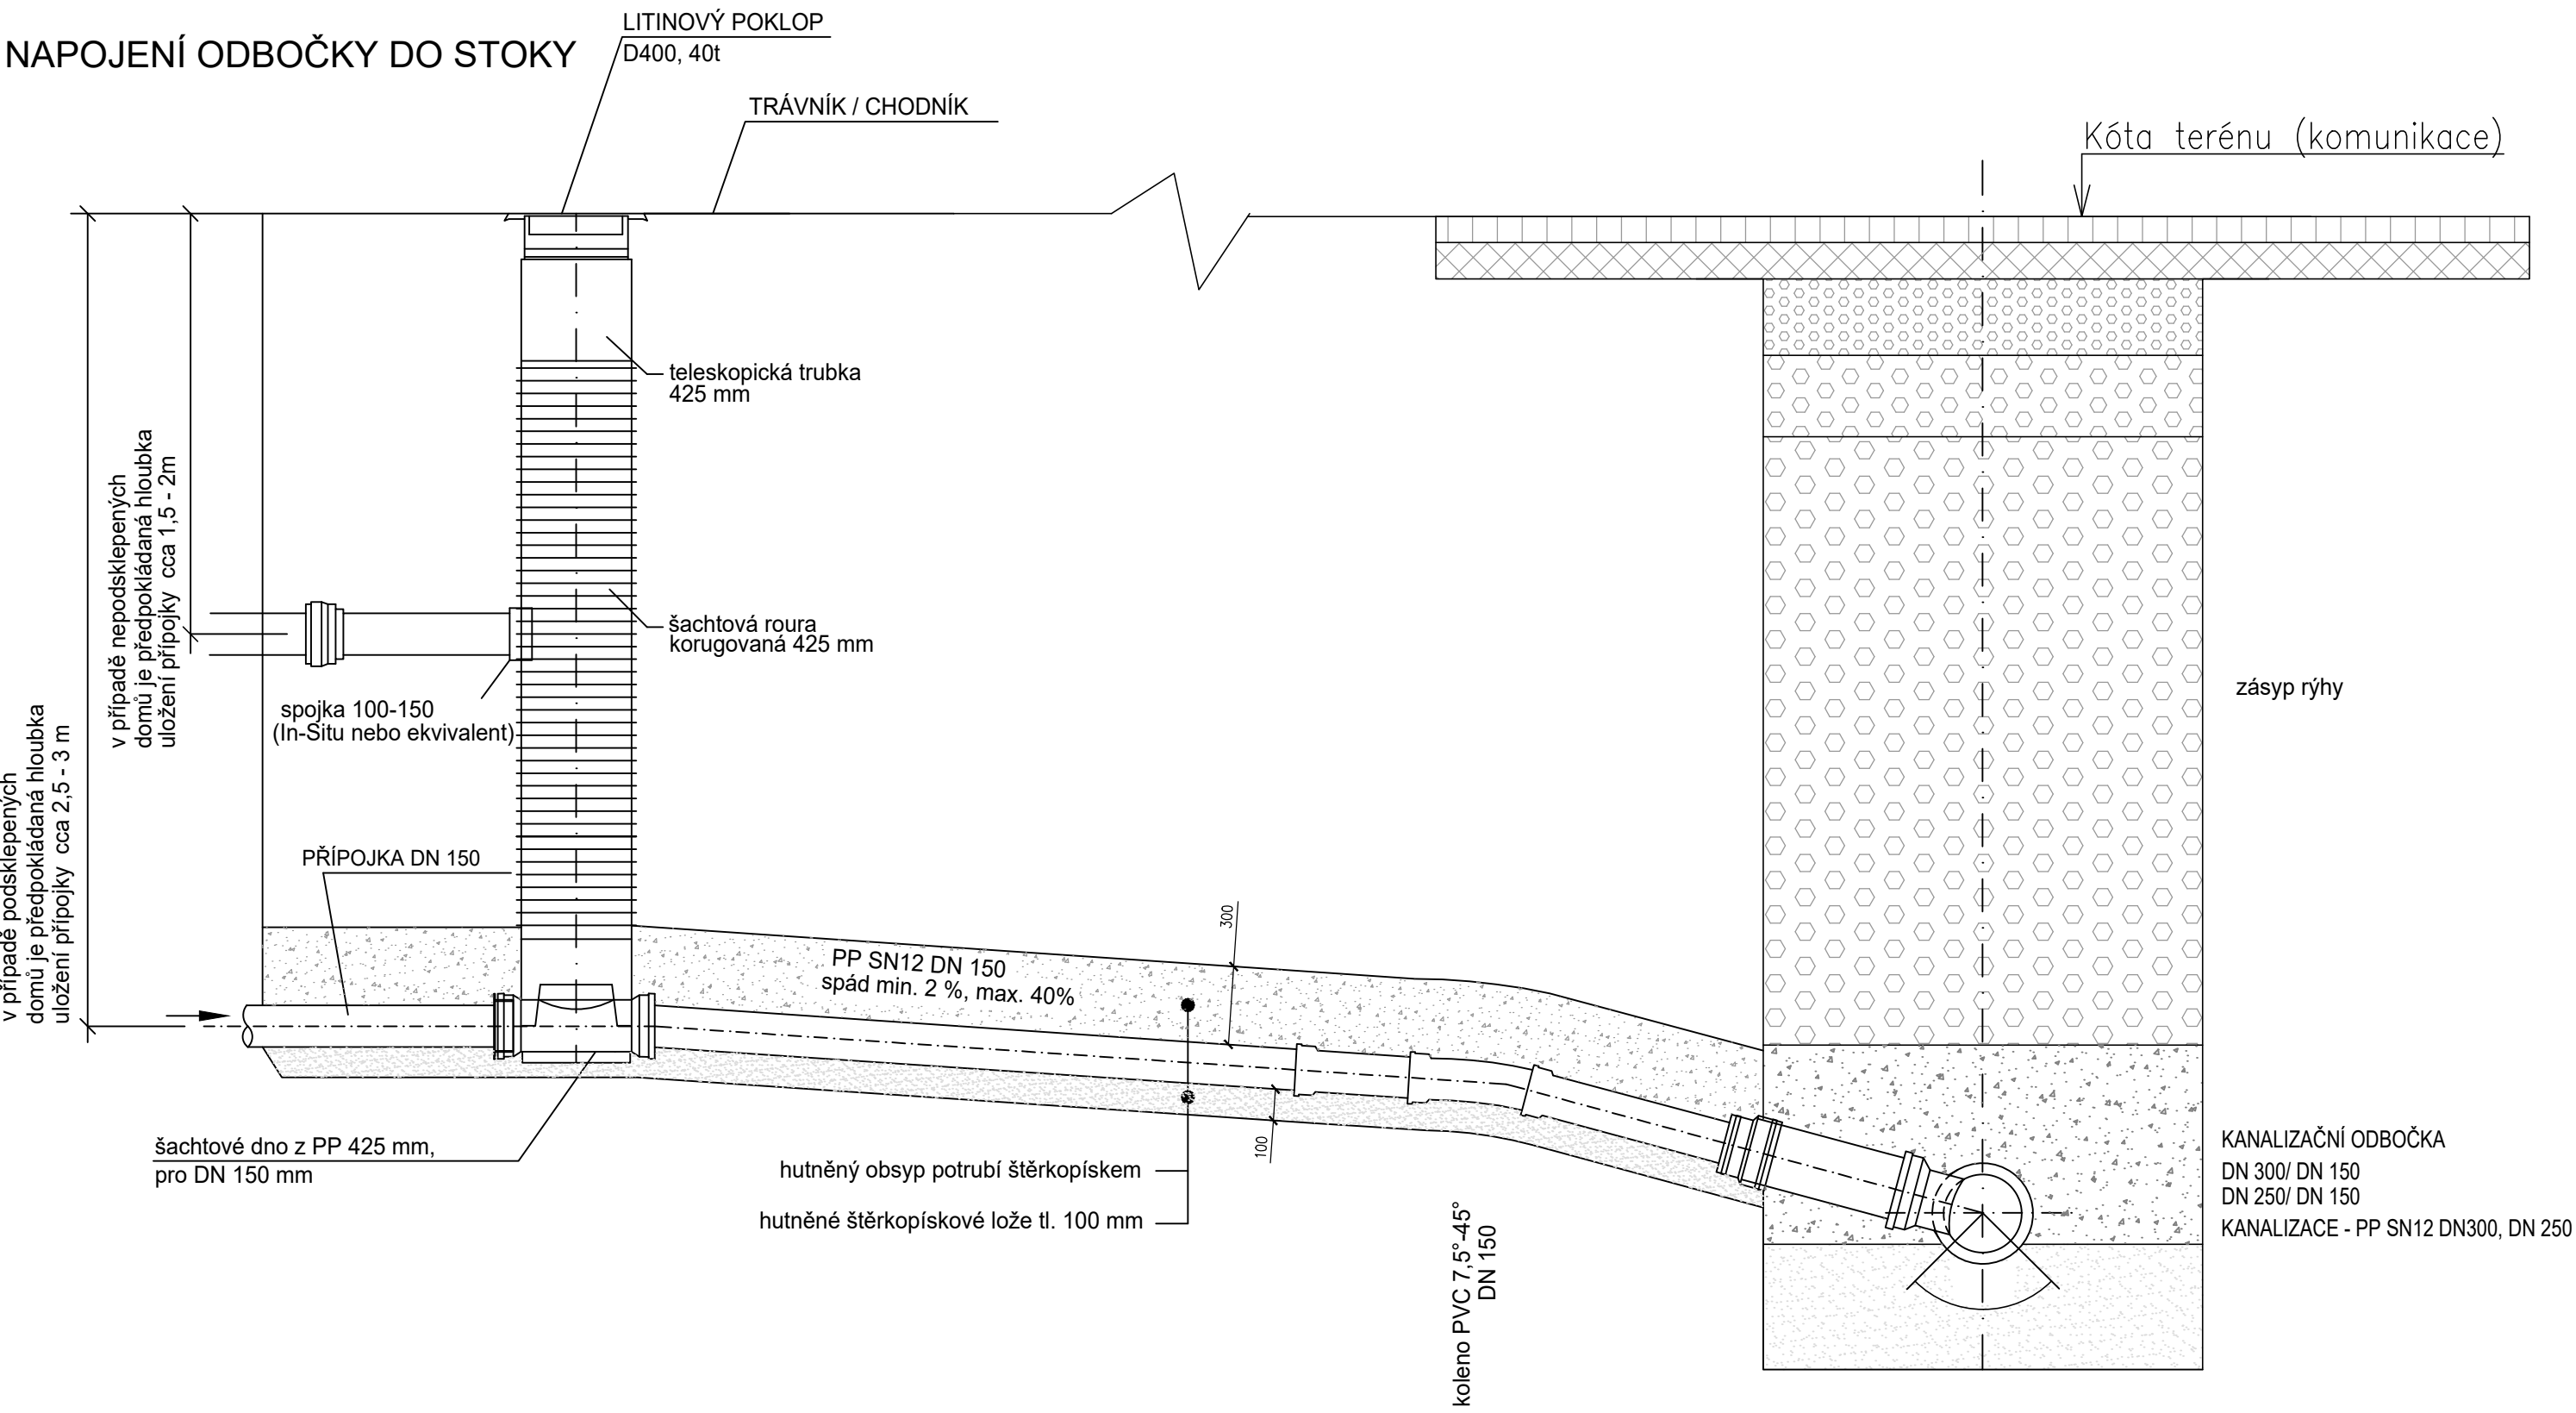 NAPOJENÍ ODBOČKY DO STOKY
LITINOVÝ POKLOP
D400, 40t
TRÁVNÍK / CHODNÍK
Kóta terénu (komunikace)
teleskopická trubka
425 mm
v případě nepodsklepených
domů je předpokládaná hloubka
uložení přípojky cca 1,5 - 2m
šachtová roura
korugovaná 425 mm
zásyp rýhy
spojka 100-150
(In-Situ nebo ekvivalent)
v případě podsklepených
domů je předpokládaná hloubka
uložení přípojky cca 2,5 - 3 m
PŘÍPOJKA DN 150
300
PP SN12 DN 150
spád min. 2 %, max. 40%
100
šachtové dno z PP 425 mm,
pro DN 150 mm
hutněný obsyp potrubí štěrkopískem
hutněné štěrkopískové lože tl. 100 mm
koleno PVC 7,5°-45°
DN 150
KANALIZAČNÍ ODBOČKA
DN 300/ DN 150
DN 250/ DN 150
KANALIZACE - PP SN12 DN300, DN 250